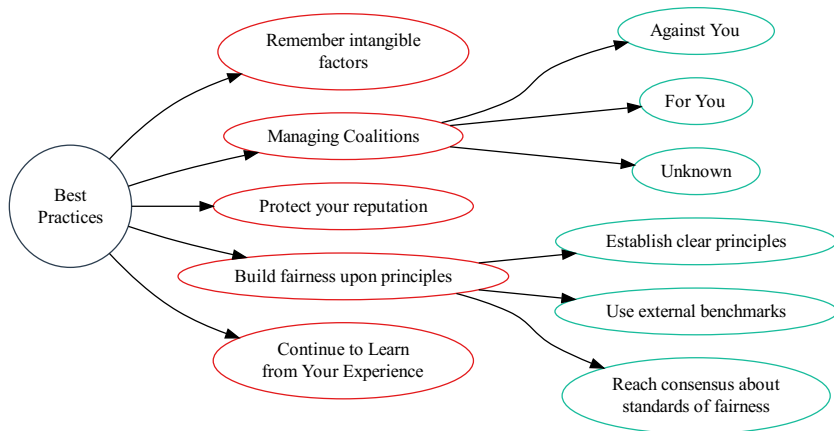 Best
Practices
Remember intangible
factors
Managing Coalitions
Protect your reputation
Build fairness upon principles
Continue to Learn
from Your Experience
Against You
For You
Unknown
Establish clear principles
Use external benchmarks
Reach consensus about
standards of fairness